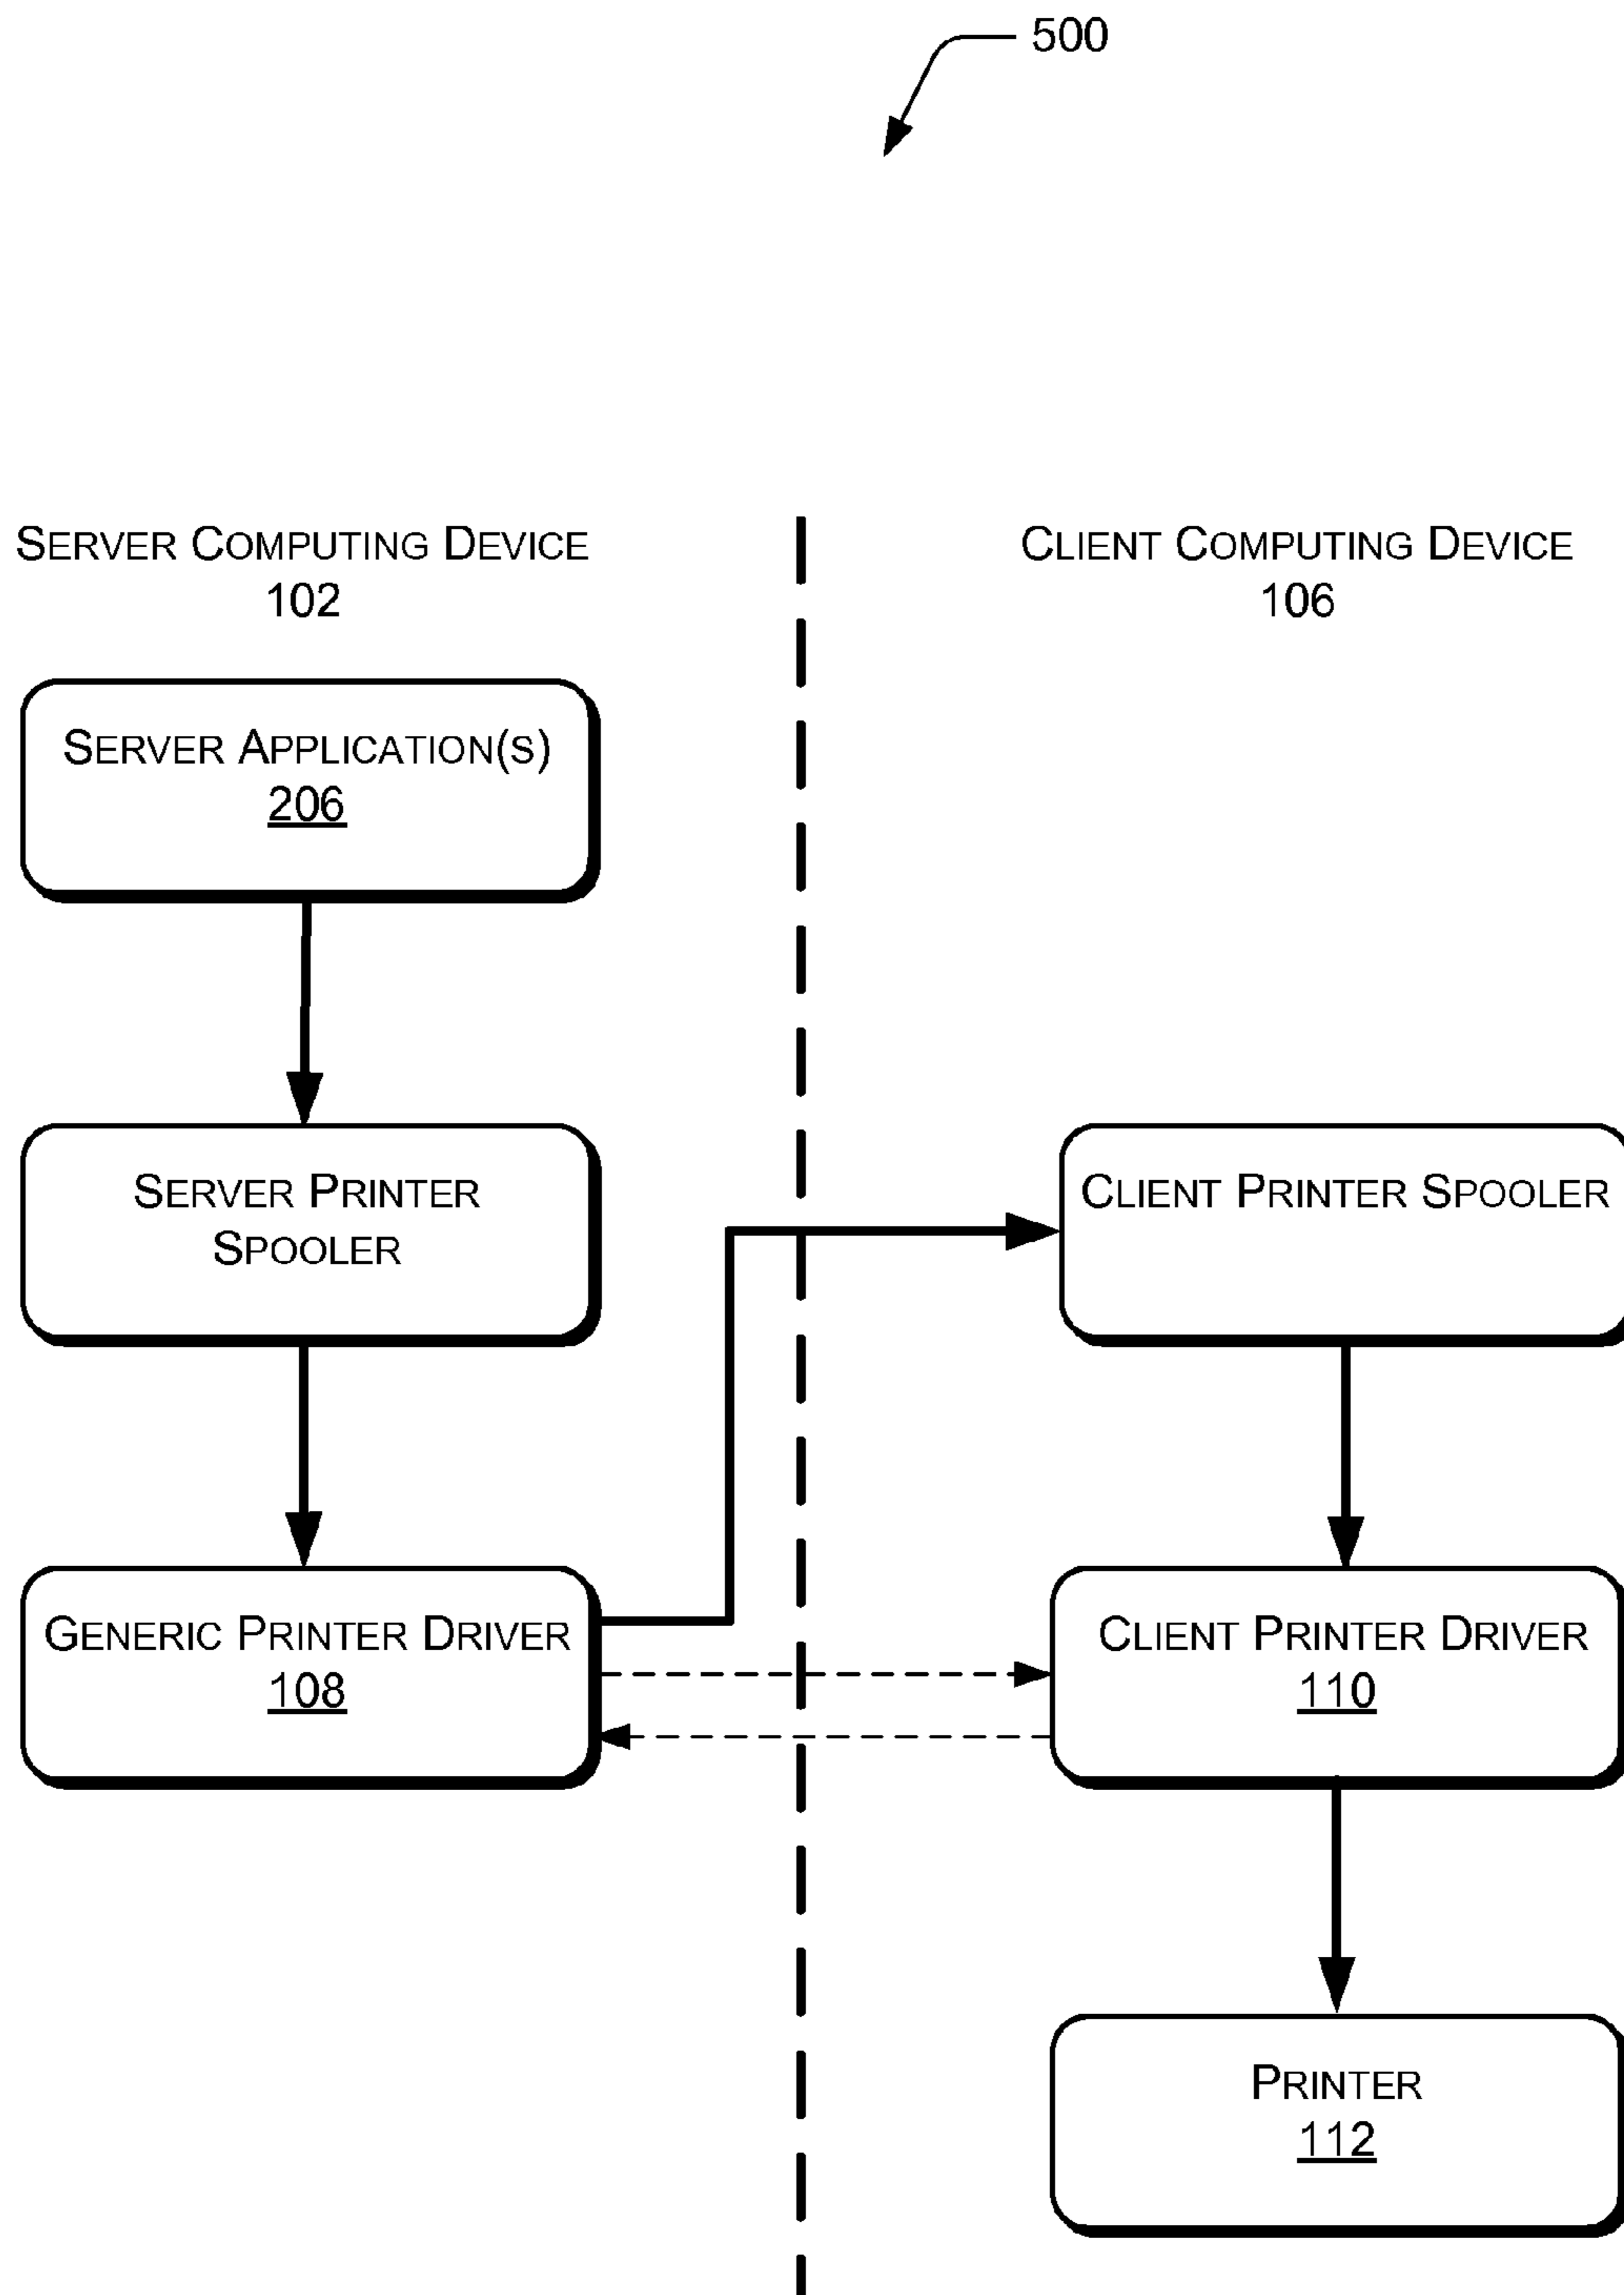 500
SERVER COMPUTING DEVICE
102
CLIENT COMPUTING DEVICE
106
SERVER APPLICATION(S)
206
SERVER PRINTER
SPOOLER
CLIENT PRINTER SPOOLER
GENERIC PRINTER DRIVER
108
CLIENT PRINTER DRIVER
110
PRINTER
112